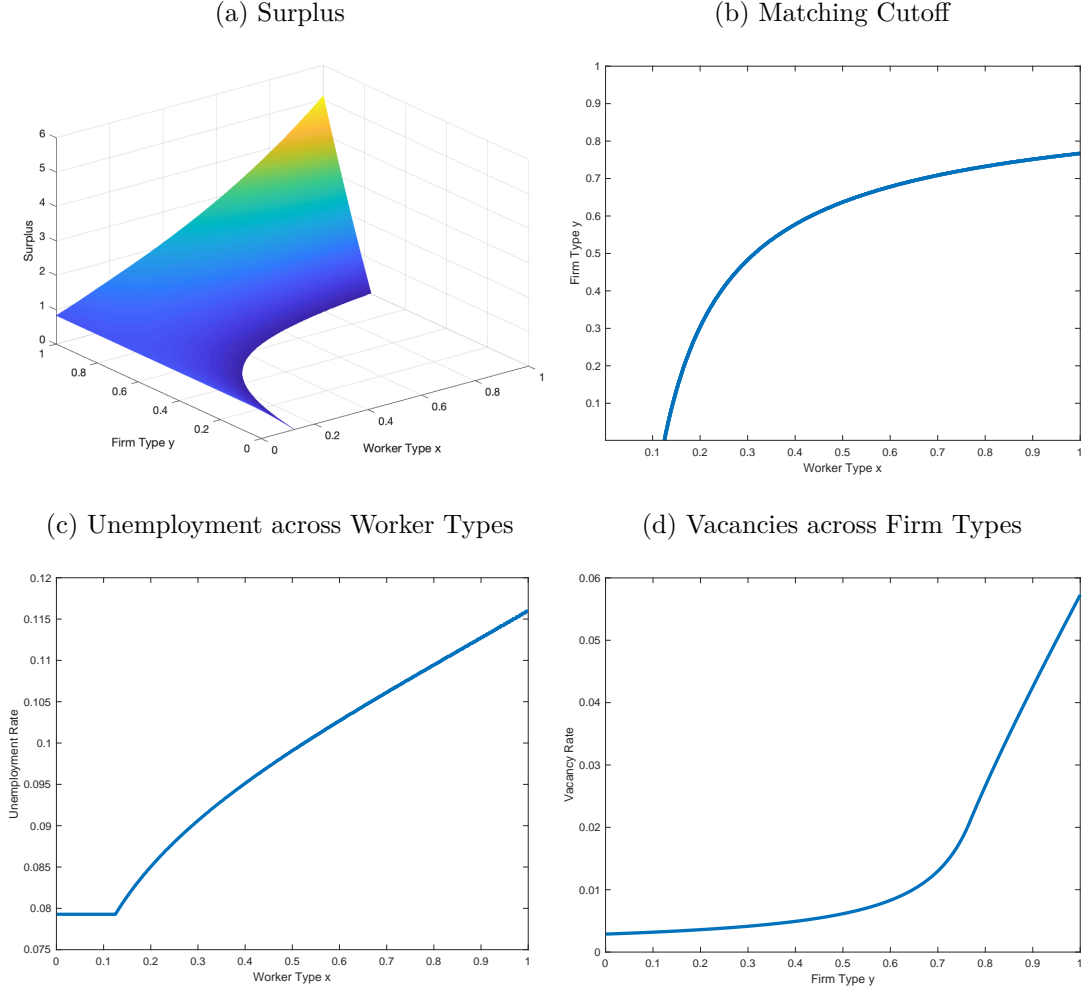 (a) Surplus
6
5
4
3
2
1
0
Surplus
1
0.8
0.6
0.4
0.2
0
Firm Type y
0
0.2
0.4
0.6
0.8
1
Worker Type x
(b) Matching Cutoff
1
0.9
0.8
0.7
0.6
0.5
0.4
0.3
0.2
0.1
Firm Type y
0.1 0.2 0.3 0.4 0.5 0.6 0.7 0.8 0.9 1
Worker Type x
(c) Unemployment across Worker Types
0.12
0.115
0.11
0.105
0.1
0.095
0.09
0.085
0.08
0.075
Unemployment Rate
0 0.1 0.2 0.3 0.4 0.5 0.6 0.7 0.8 0.9 1
Worker Type x
(d) Vacancies across Firm Types
0.06
0.05
0.04
0.03
0.02
0.01
0
Vacancy Rate
0 0.1 0.2 0.3 0.4 0.5 0.6 0.7 0.8 0.9 1
Firm Type y